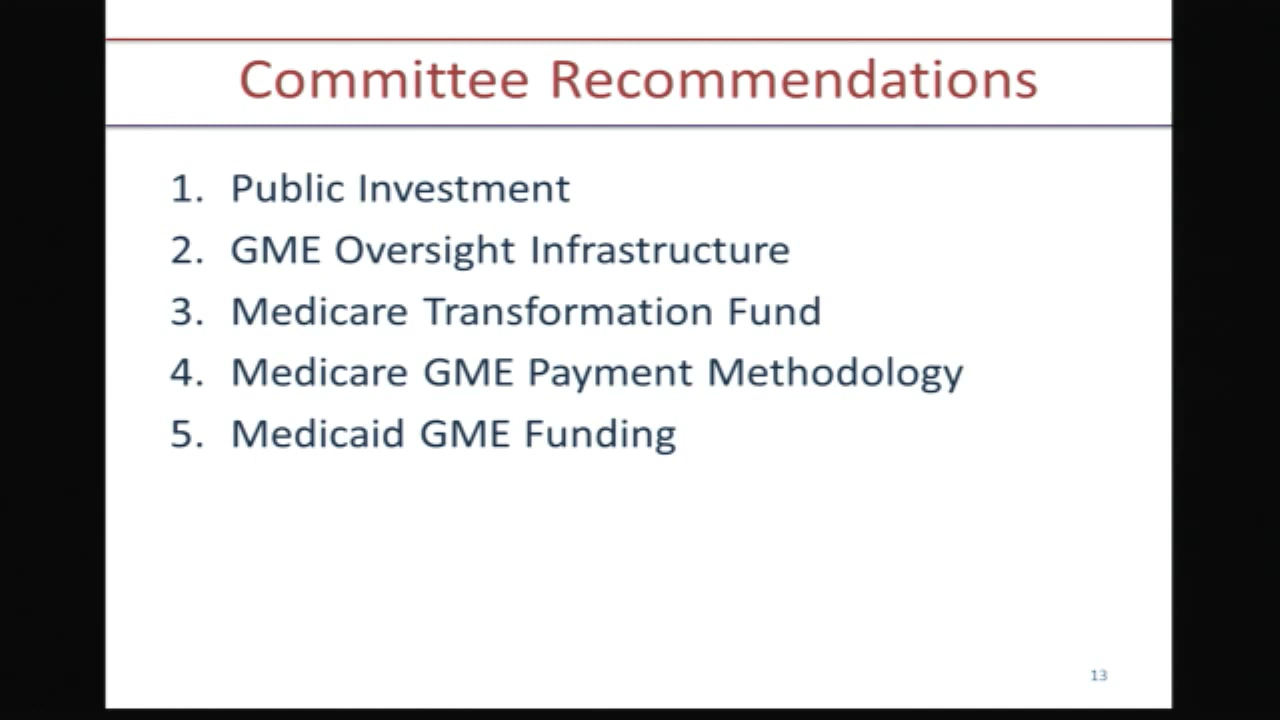 Committee Recommendations
1. Public Investment
2. GME Oversight Infrastructure
3. Medicare Transformation Fund
4. Medicare GME Payment Methodology
5. Medicaid GME Funding
13